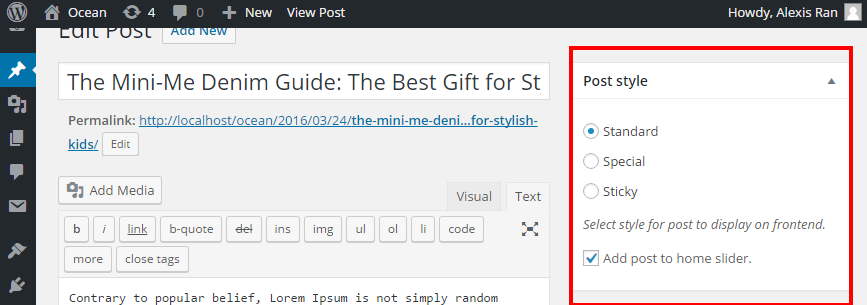 Ocean 4 0 + New View Post Howdy, Alexis Ran
Edit Post Add New
The Mini-Me Denim Guide: The Best Gift for St
Permalink: http://localhost/ocean/2016/03/24/the-mini-me-deni...for-stylish-
kids/ Edit
Add Media
Visual Text
b i link b-quote del ins img ul ol li code
more close tags
Contrary to popular belief, Lorem Ipsum is not simply random
Post style
Standard
Special
Sticky
Select style for post to display on frontend.
Add post to home slider.